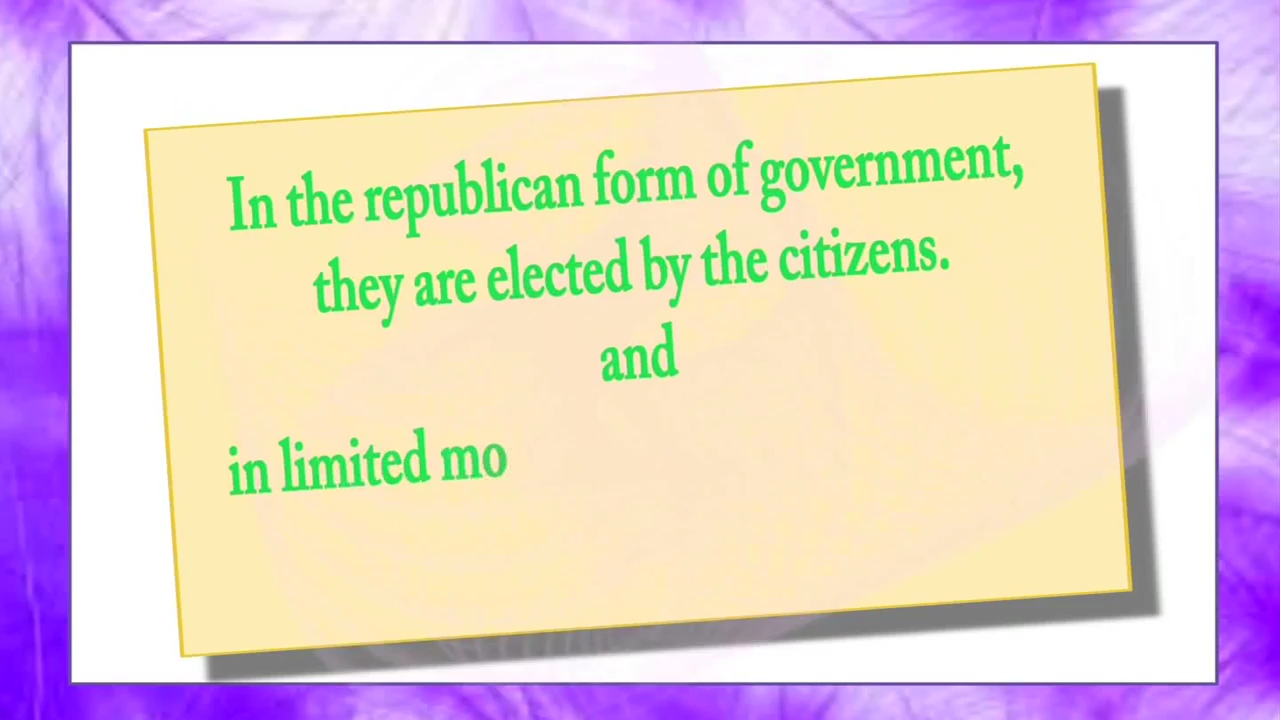 In the republican form of government,
they are elected by the citizens.
and
in limited mo